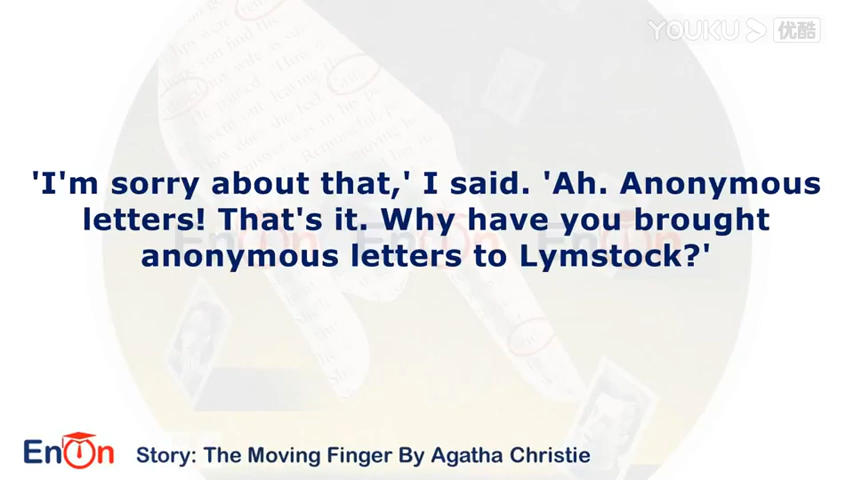 YOUKU 优酷
'I'm sorry about that,' I said. 'Ah. Anonymous
letters! That's it. Why have you brought
anonymous letters to Lymstock?'
EnOn
Story: The Moving Finger By Agatha Christie